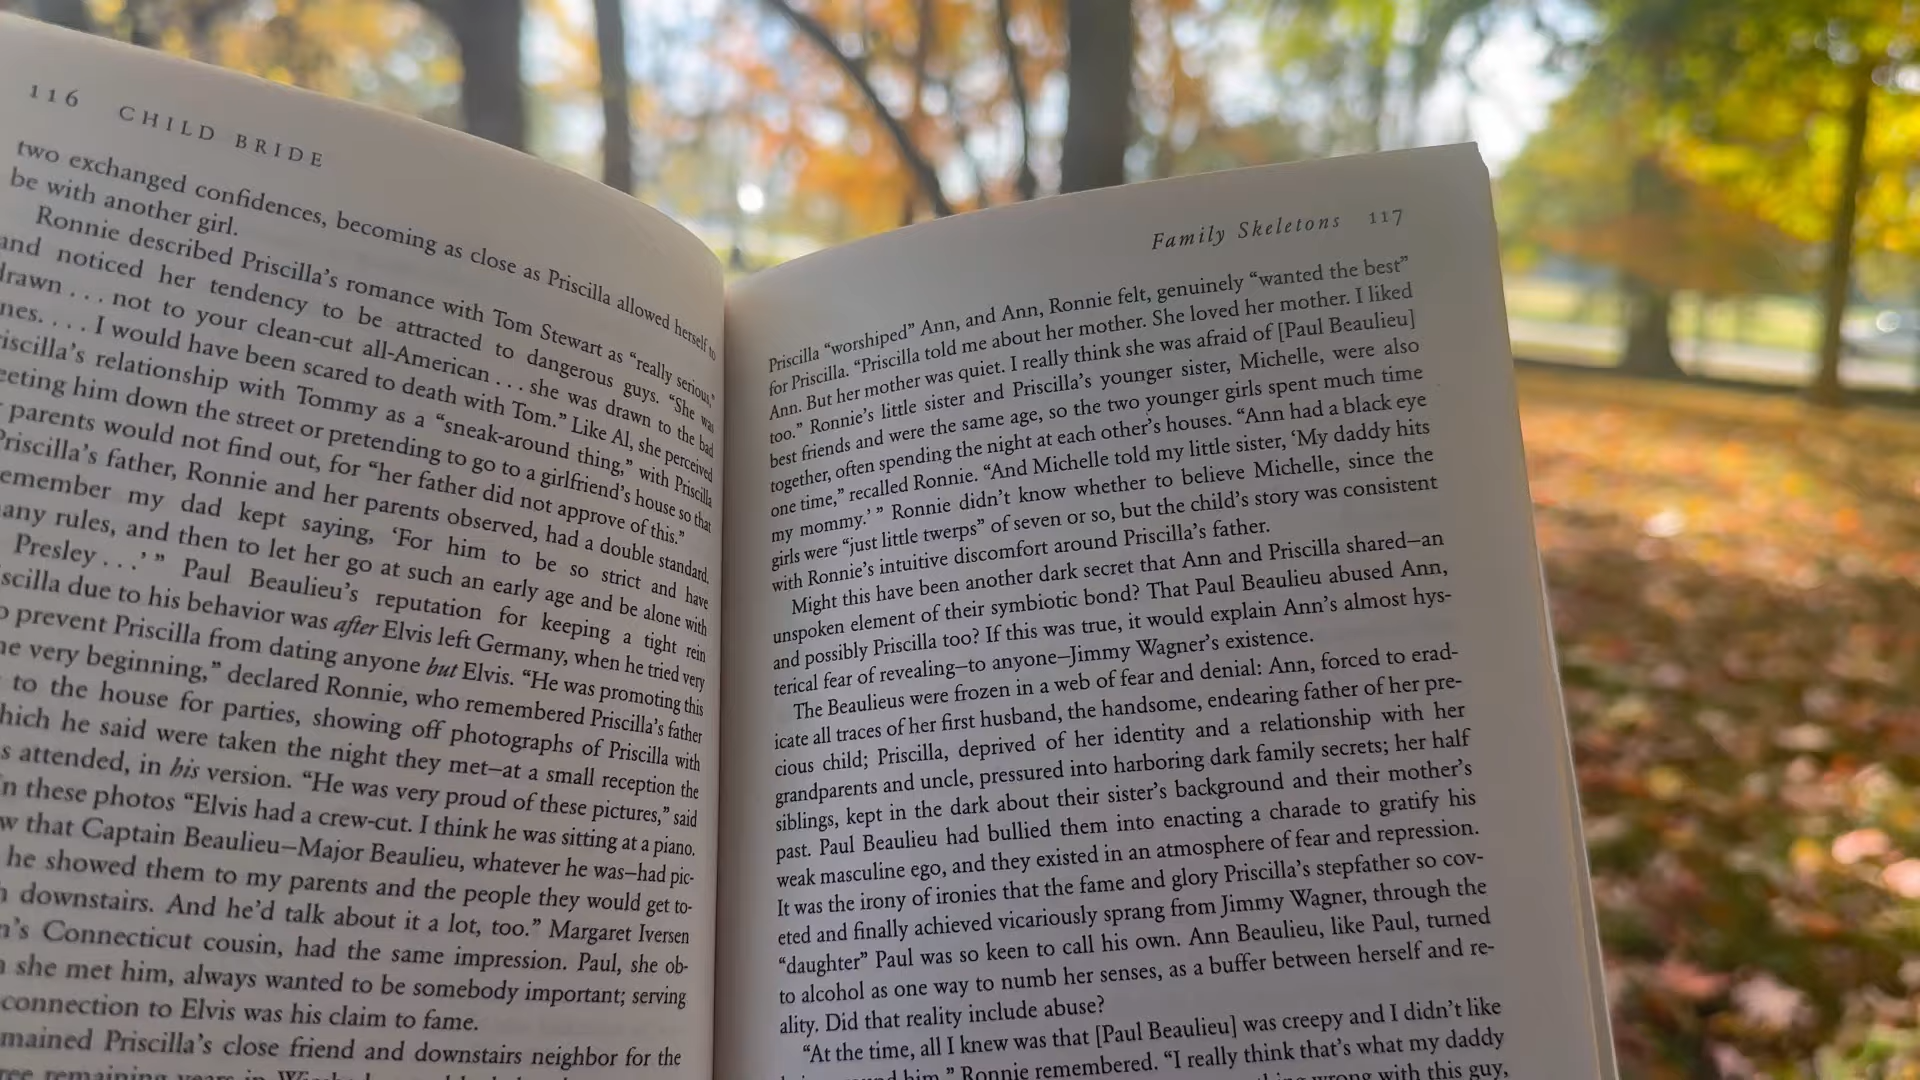 116 CHILD BRIDE
two exchanged confidences, becoming as close as Priscilla allowed herself to
be with another girl.
Ronnie described Priscilla's romance with Tom Stewart as "really serious,"
and noticed her tendency to be attracted to dangerous guys. "She was
drawn . . . not to your clean-cut all-American . . . she was drawn to the bad
nes. . . . I would have been scared to death with Tom." Like Al, she perceived
riscilla's relationship with Tommy as a "sneak-around thing," with Priscilla
eeting him down the street or pretending to go to a girlfriend's house so that
parents would not find out, for "her father did not approve of this."
Priscilla's father, Ronnie and her parents observed, had a double standard.
emember my dad kept saying, 'For him to be so strict and have
any rules, and then to let her go at such an early age and be alone with
Presley . . .' " Paul Beaulieu's reputation for keeping a tight rein
scilla due to his behavior was after Elvis left Germany, when he tried very
o prevent Priscilla from dating anyone but Elvis. "He was promoting this
he very beginning," declared Ronnie, who remembered Priscilla's father
to the house for parties, showing off photographs of Priscilla with
hich he said were taken the night they met—at a small reception the
s attended, in his version. "He was very proud of these pictures," said
n these photos "Elvis had a crew-cut. I think he was sitting at a piano.
w that Captain Beaulieu—Major Beaulieu, whatever he was—had pic-
he showed them to my parents and the people they would get to-
h downstairs. And he'd talk about it a lot, too." Margaret Iversen
n's Connecticut cousin, had the same impression. Paul, she ob-
n she met him, always wanted to be somebody important; serving
connection to Elvis was his claim to fame.
mained Priscilla's close friend and downstairs neighbor for the
ree remaining years in
Family Skeletons 117
Priscilla "worshiped" Ann, and Ann, Ronnie felt, genuinely "wanted the best"
for Priscilla. "Priscilla told me about her mother. She loved her mother. I liked
Ann. But her mother was quiet. I really think she was afraid of [Paul Beaulieu]
too." Ronnie's little sister and Priscilla's younger sister, Michelle, were also
best friends and were the same age, so the two younger girls spent much time
together, often spending the night at each other's houses. "Ann had a black eye
one time," recalled Ronnie. "And Michelle told my little sister, 'My daddy hits
my mommy.' " Ronnie didn't know whether to believe Michelle, since the
girls were "just little twerps" of seven or so, but the child's story was consistent
with Ronnie's intuitive discomfort around Priscilla's father.
Might this have been another dark secret that Ann and Priscilla shared—an
unspoken element of their symbiotic bond? That Paul Beaulieu abused Ann,
and possibly Priscilla too? If this was true, it would explain Ann's almost hys-
terical fear of revealing—to anyone—Jimmy Wagner's existence.
The Beaulieus were frozen in a web of fear and denial: Ann, forced to erad-
icate all traces of her first husband, the handsome, endearing father of her pre-
cious child; Priscilla, deprived of her identity and a relationship with her
grandparents and uncle, pressured into harboring dark family secrets; her half
siblings, kept in the dark about their sister's background and their mother's
past. Paul Beaulieu had bullied them into enacting a charade to gratify his
weak masculine ego, and they existed in an atmosphere of fear and repression.
It was the irony of ironies that the fame and glory Priscilla's stepfather so cov-
eted and finally achieved vicariously sprang from Jimmy Wagner, through the
"daughter" Paul was so keen to call his own. Ann Beaulieu, like Paul, turned
to alcohol as one way to numb her senses, as a buffer between herself and re-
ality. Did that reality include abuse?
"At the time, all I knew was that [Paul Beaulieu] was creepy and I didn't like
him," Ronnie remembered. "I really think that's what my daddy
wrong with this guy,